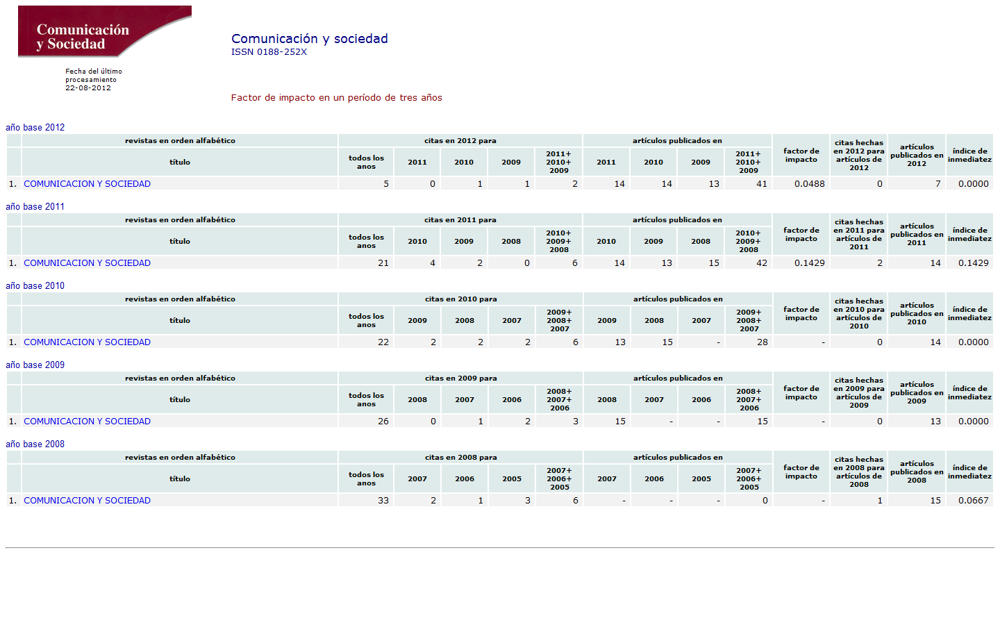 Comunicación
y Sociedad
Comunicación y sociedad
ISSN 0188-252X
Fecha del último
procesamiento
22-08-2012
Factor de impacto en un período de tres años
año base 2012
revistas en orden alfabético citas en 2012 para artículos publicados en factor de impacto citas hechas en 2012 para artículos de 2012 artículos publicados en 2012 índice de inmediatez
título todos los anos 2011 2010 2009 2011+ 2010+ 2009 2011 2010 2009 2011+ 2010+ 2009
1. COMUNICACION Y SOCIEDAD 5 0 1 1 2 14 14 13 41 0.0488 0 7 0.0000
año base 2011
revistas en orden alfabético citas en 2011 para artículos publicados en factor de impacto citas hechas en 2011 para artículos de 2011 artículos publicados en 2011 índice de inmediatez
título todos los anos 2010 2009 2008 2010+ 2009+ 2008 2010 2009 2008 2010+ 2009+ 2008
1. COMUNICACION Y SOCIEDAD 21 4 2 0 6 14 13 15 42 0.1429 2 14 0.1429
año base 2010
revistas en orden alfabético citas en 2010 para artículos publicados en factor de impacto citas hechas en 2010 para artículos de 2010 artículos publicados en 2010 índice de inmediatez
título todos los anos 2009 2008 2007 2009+ 2008+ 2007 2009 2008 2007 2009+ 2008+ 2007
1. COMUNICACION Y SOCIEDAD 22 2 2 2 6 13 15 - 28 - 0 14 0.0000
año base 2009
revistas en orden alfabético citas en 2009 para artículos publicados en factor de impacto citas hechas en 2009 para artículos de 2009 artículos publicados en 2009 índice de inmediatez
título todos los anos 2008 2007 2006 2008+ 2007+ 2006 2008 2007 2006 2008+ 2007+ 2006
1. COMUNICACION Y SOCIEDAD 26 0 1 2 3 15 - - 15 - 0 13 0.0000
año base 2008
revistas en orden alfabético citas en 2008 para artículos publicados en factor de impacto citas hechas en 2008 para artículos de 2008 artículos publicados en 2008 índice de inmediatez
título todos los anos 2007 2006 2005 2007+ 2006+ 2005 2007 2006 2005 2007+ 2006+ 2005
1. COMUNICACION Y SOCIEDAD 33 2 1 3 6 - - - 0 - 1 15 0.0667